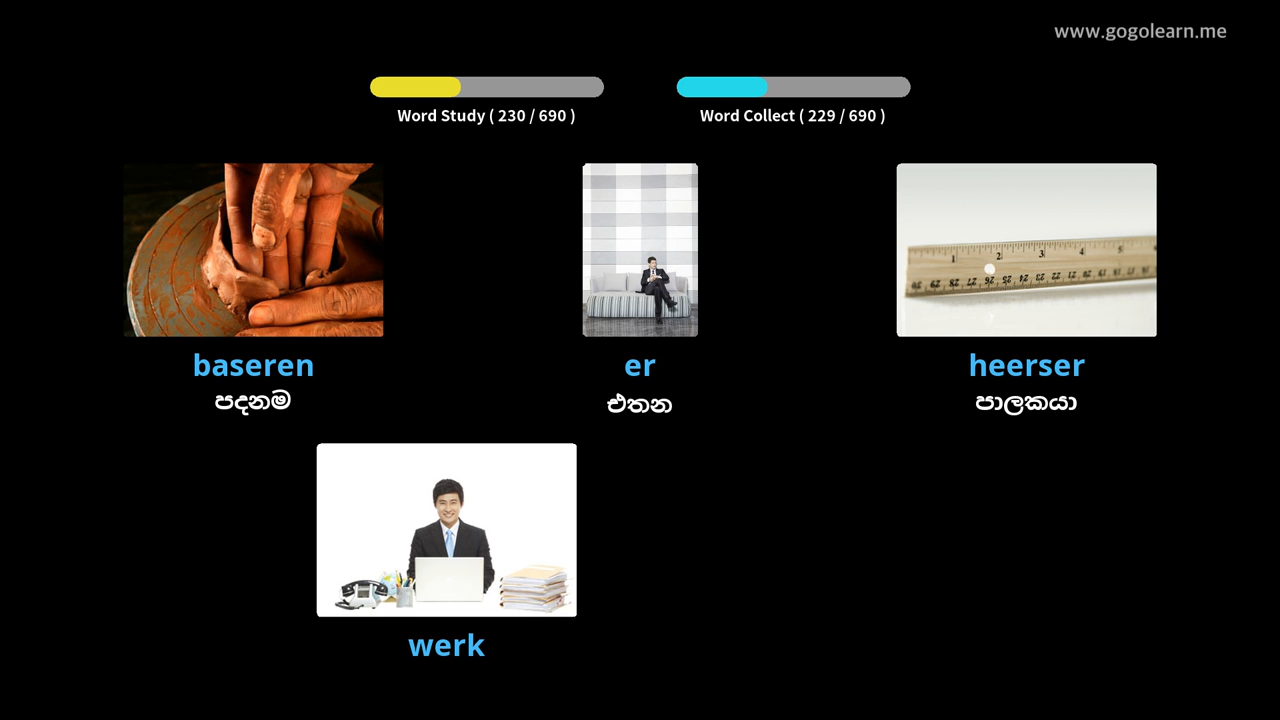 www.gogolearn.me
Word Study ( 230 / 690 )
Word Collect ( 229 / 690 )
baseren
පදනම
er
එතන
heerser
පාලකයා
werk